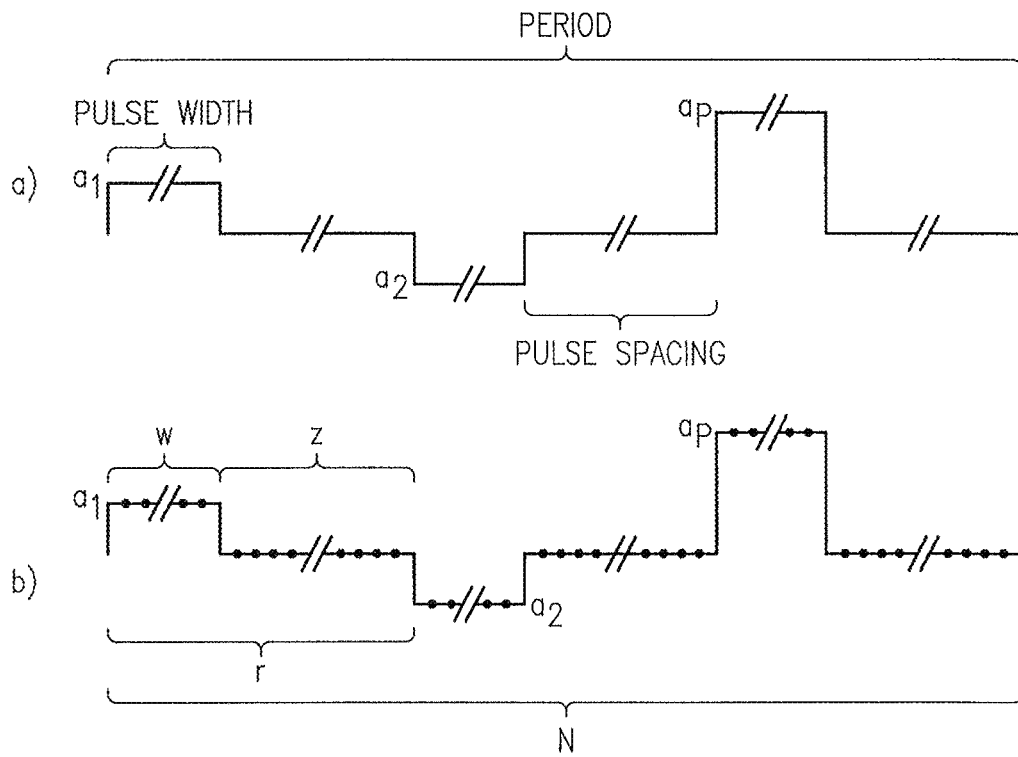 PERIOD
PULSE WIDTH
a) a1 a2 ap
PULSE SPACING
w z
b) a1 a2 ap
r
N